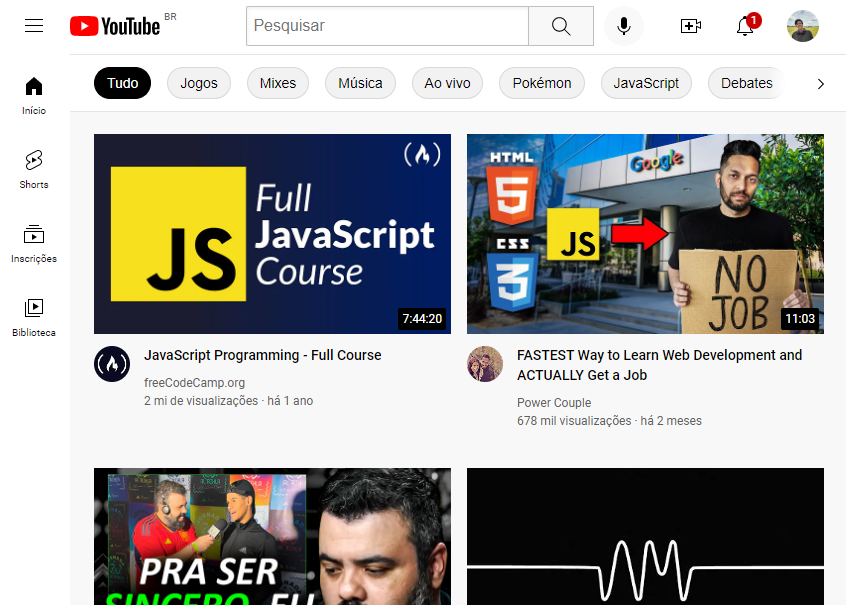 YouTube BR
Pesquisar
1
Tudo
Jogos
Mixes
Música
Ao vivo
Pokémon
JavaScript
Debates
Início
Shorts
Inscrições
Biblioteca
JS
Full
JavaScript
Course
7:44:20
JavaScript Programming - Full Course
freeCodeCamp.org
2 mi de visualizações · há 1 ano
HTML
5
CSS
3
JS
Google
NO
JOB
11:03
FASTEST Way to Learn Web Development and
ACTUALLY Get a Job
Power Couple
678 mil visualizações · há 2 meses
PRA SER
SINCERO, EU